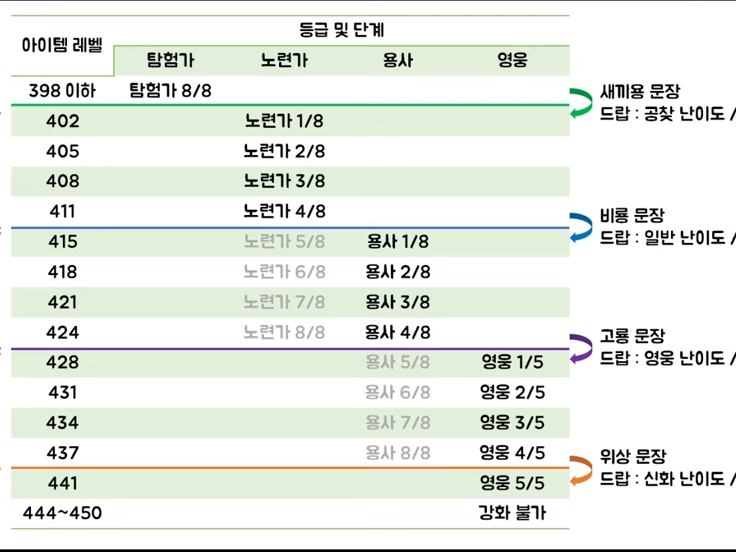 아이템 레벨 등급 및 단계
탐험가 노련가 용사 영웅
398 이하 탐험가 8/8
402 노련가 1/8
405 노련가 2/8
408 노련가 3/8
411 노련가 4/8
415 노련가 5/8 용사 1/8
418 노련가 6/8 용사 2/8
421 노련가 7/8 용사 3/8
424 노련가 8/8 용사 4/8
428 용사 5/8 영웅 1/5
431 용사 6/8 영웅 2/5
434 용사 7/8 영웅 3/5
437 용사 8/8 영웅 4/5
441 영웅 5/5
444~450 강화 불가
새끼용 문장
드랍 : 공찾 난이도 /
비룡 문장
드랍 : 일반 난이도 /
고룡 문장
드랍 : 영웅 난이도 /
위상 문장
드랍 : 신화 난이도 /